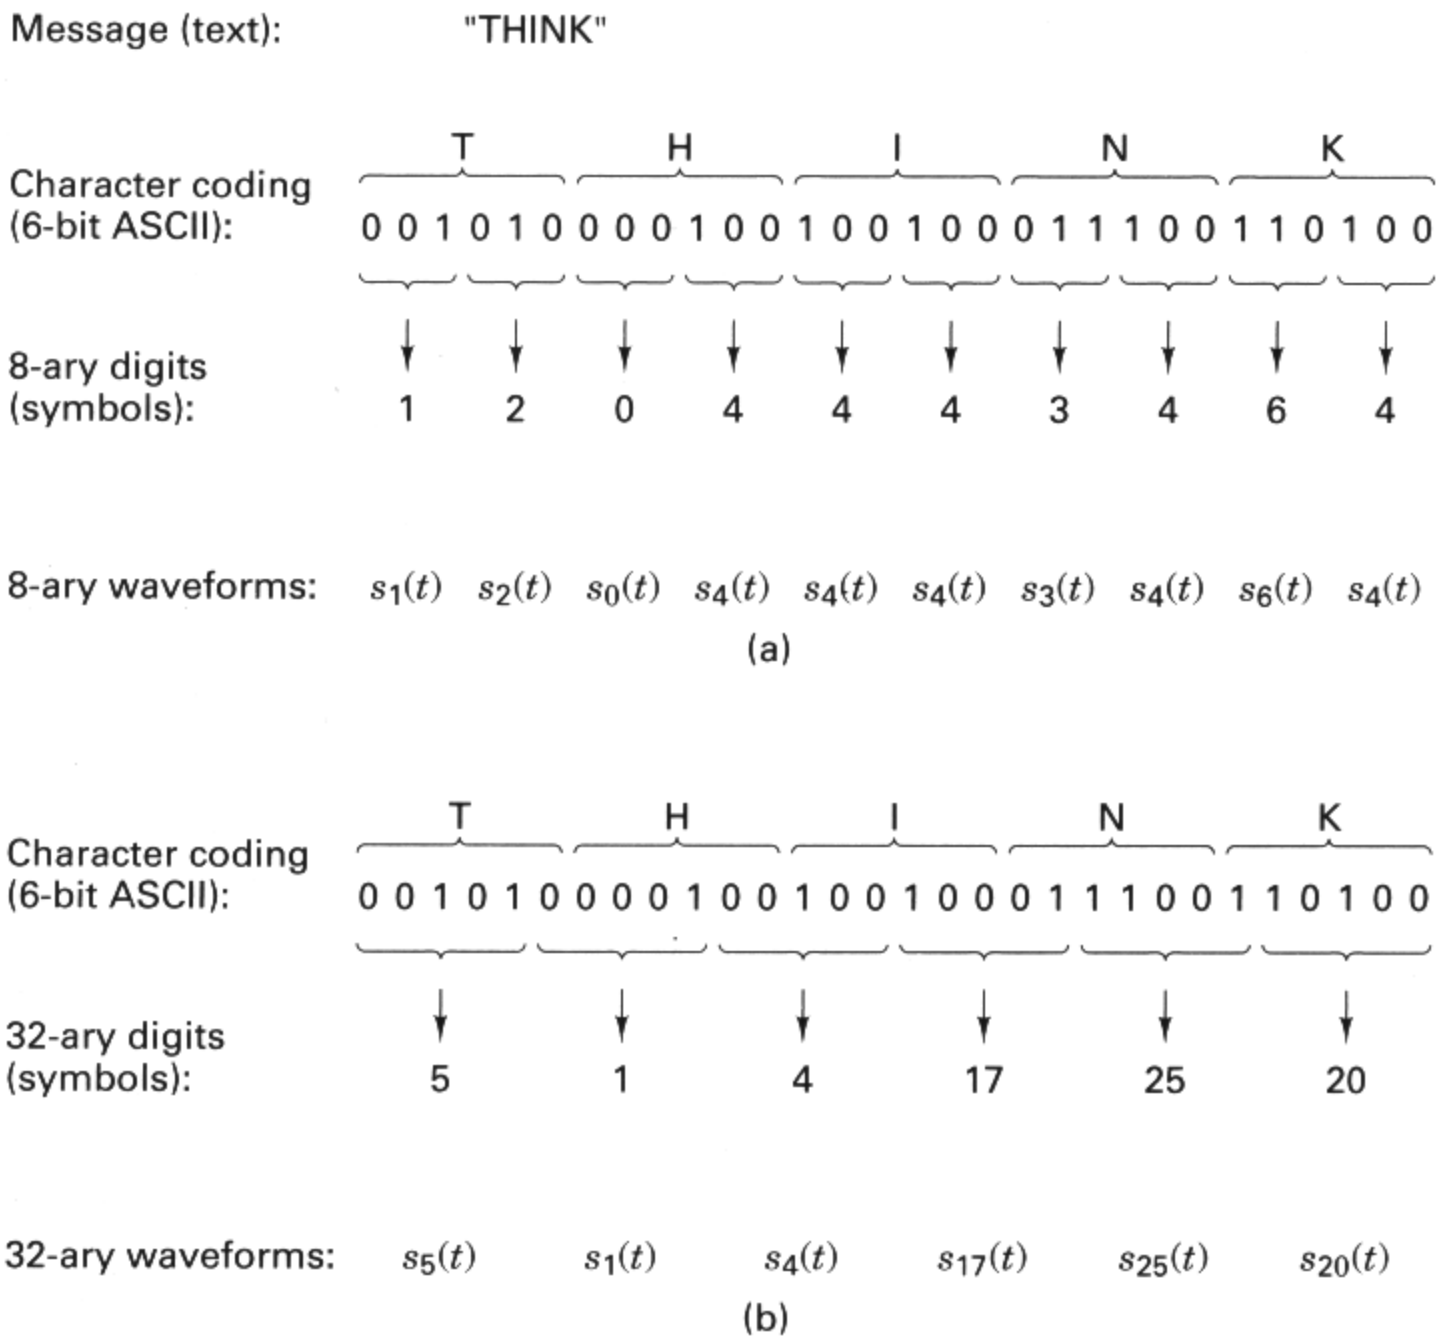 Message (text): "THINK"
T H I N K
Character coding
(6-bit ASCII): 0 0 1 0 1 0 0 0 0 1 0 0 1 0 0 1 0 0 0 1 1 1 0 0 1 1 0 1 0 0
8-ary digits
(symbols): 1 2 0 4 4 4 3 4 6 4
8-ary waveforms: s1(t) s2(t) s0(t) s4(t) s4(t) s4(t) s3(t) s4(t) s6(t) s4(t)
(a)
T H I N K
Character coding
(6-bit ASCII): 0 0 1 0 1 0 0 0 0 1 0 0 1 0 0 1 0 0 0 1 1 1 0 0 1 1 0 1 0 0
32-ary digits
(symbols): 5 1 4 17 25 20
32-ary waveforms: s5(t) s1(t) s4(t) s17(t) s25(t) s20(t)
(b)